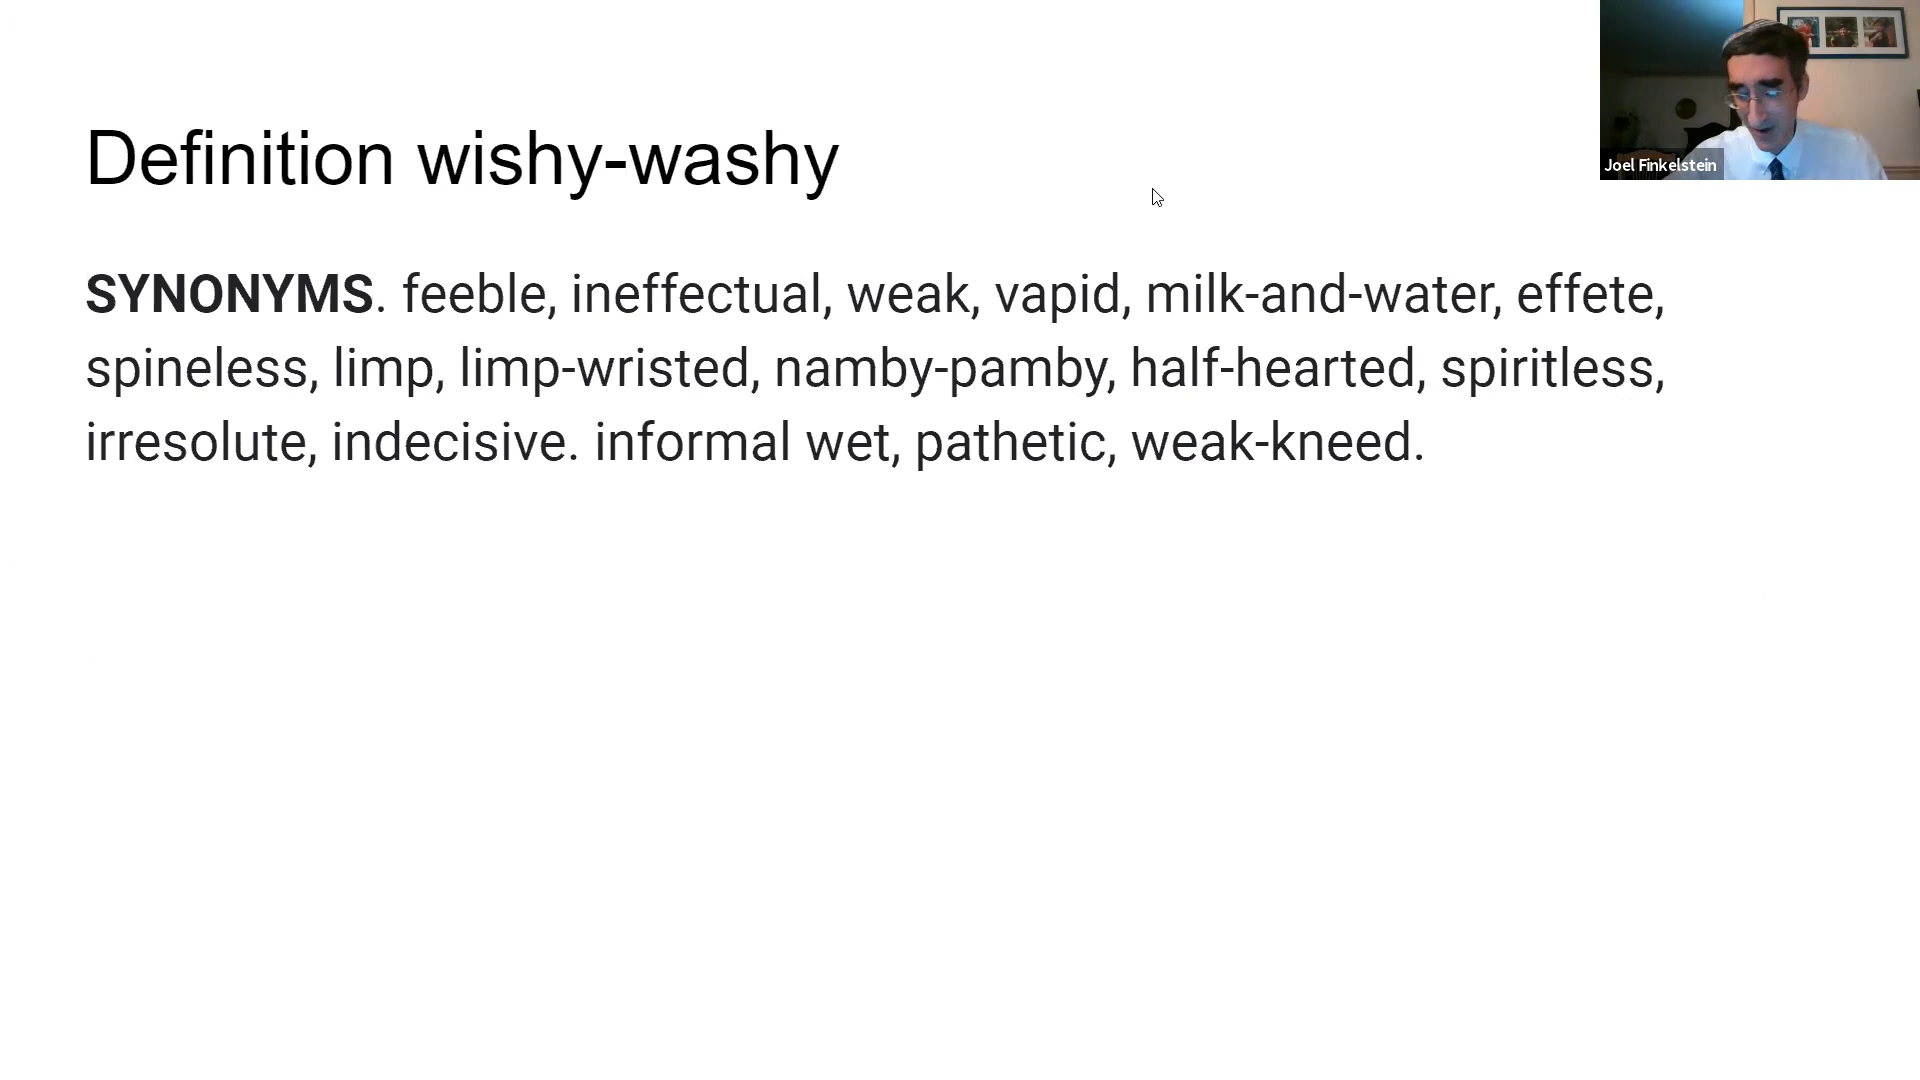 Definition wishy-washy
SYNONYMS. feeble, ineffectual, weak, vapid, milk-and-water, effete,
spineless, limp, limp-wristed, namby-pamby, half-hearted, spiritless,
irresolute, indecisive. informal wet, pathetic, weak-kneed.
Joel Finkelstein